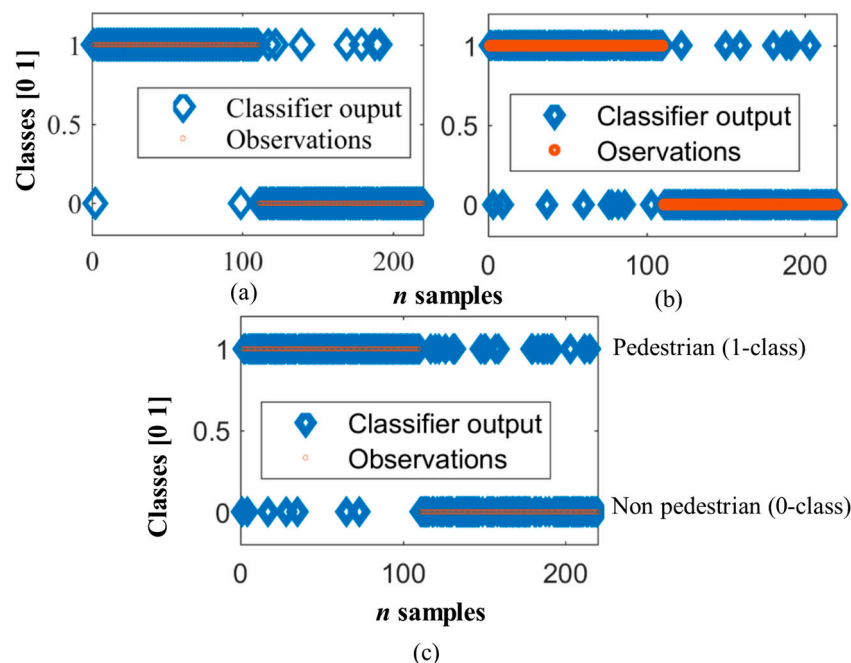 Classes [0 1]
1
0.5
0
Classifier ouput
Observations
0
100
200
(a)
1
0.5
0
Classifier output
Oservations
0
100
200
(b)
n samples
Classes [0 1]
1
0.5
0
Classifier output
Observations
Pedestrian (1-class)
Non pedestrian (0-class)
0
100
200
n samples
(c)